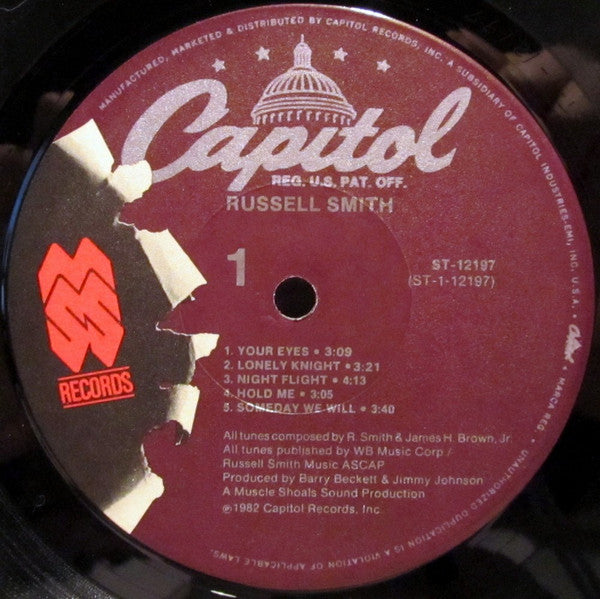 MANUFACTURED, MARKETED & DISTRIBUTED BY CAPITOL RECORDS, INC. A SUBSIDIARY OF CAPITOL INDUSTRIES-EMI, INC. U.S.A. • Capitol • MARCA REG. • UNAUTHORIZED DUPLICATION IS A VIOLATION OF APPLICABLE LAWS.
Capitol
REG. U.S. PAT. OFF.
RUSSELL SMITH
1
ST-12197
(ST-1-12197)
MSS
RECORDS
1. YOUR EYES • 3:09
2. LONELY KNIGHT • 3:21
3. NIGHT FLIGHT • 4:13
4. HOLD ME • 3:05
5. SOMEDAY WE WILL • 3:40
All tunes composed by R. Smith & James H. Brown, Jr.
All tunes published by WB Music Corp /
Russell Smith Music ASCAP
Produced by Barry Beckett & Jimmy Johnson
A Muscle Shoals Sound Production
℗1982 Capitol Records, Inc.